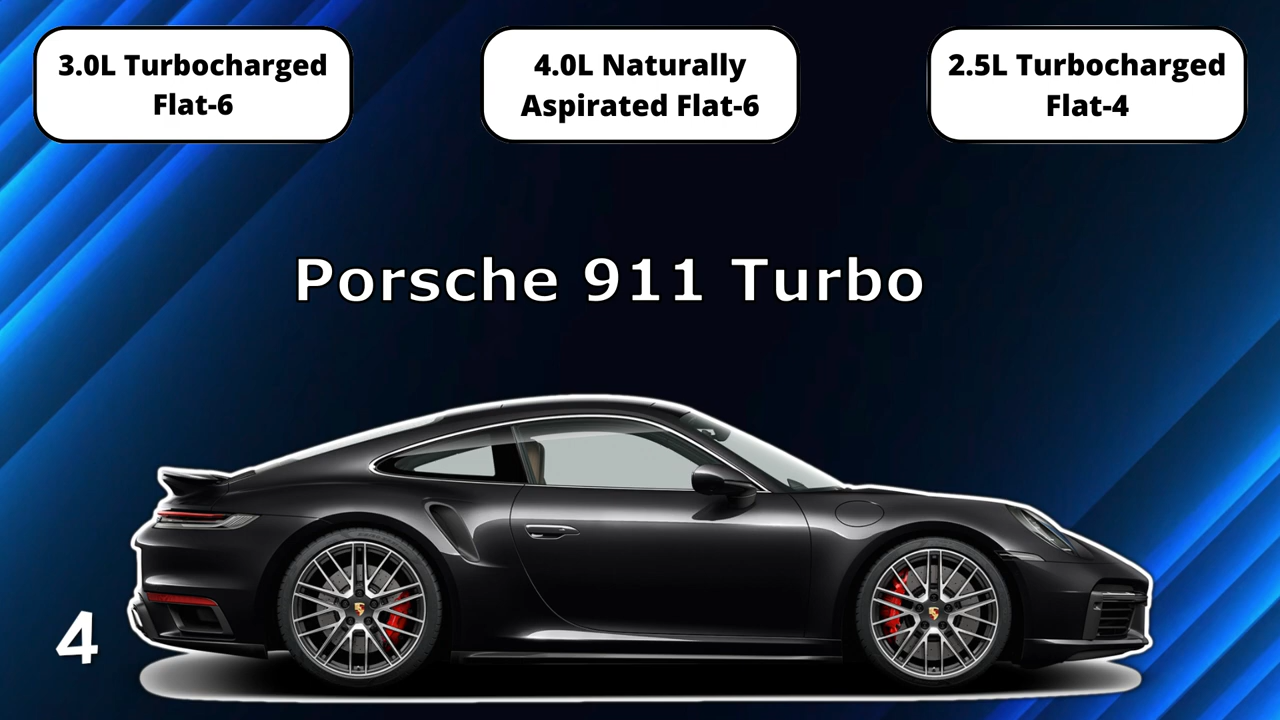 3.0L Turbocharged
Flat-6
4.0L Naturally
Aspirated Flat-6
2.5L Turbocharged
Flat-4
Porsche 911 Turbo
4